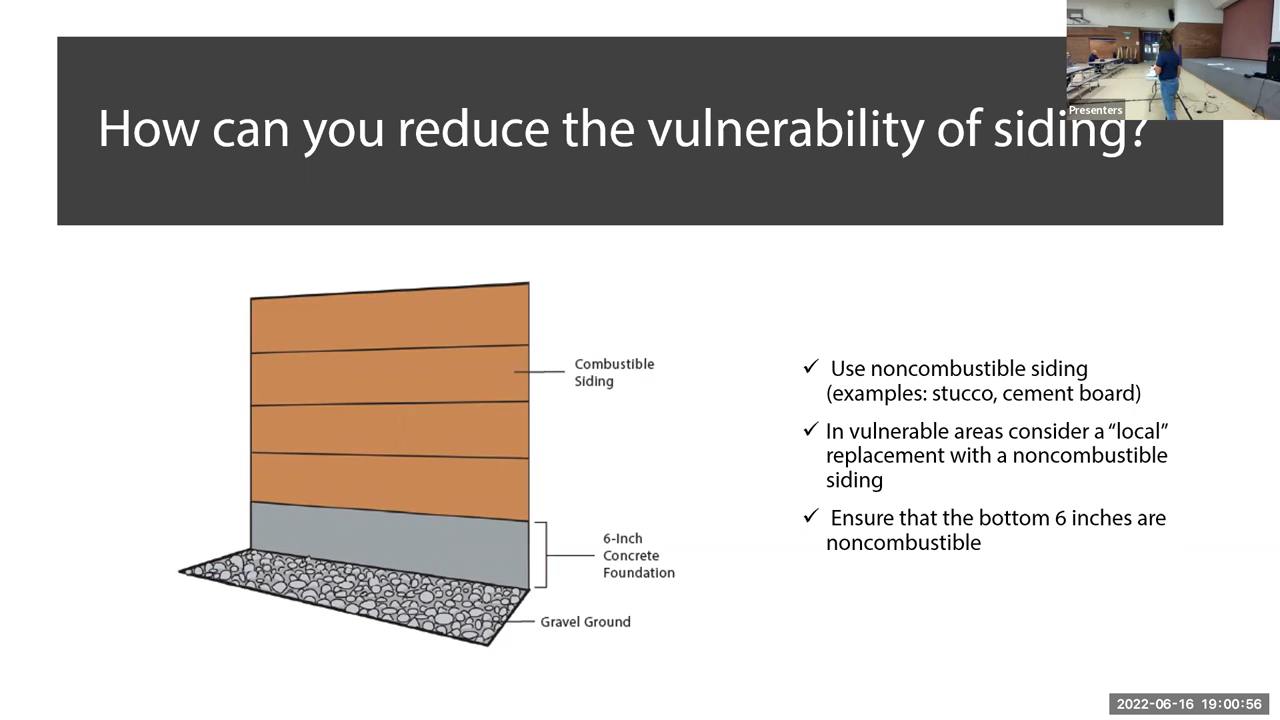 How can you reduce the vulnerability of siding?
Presenters
Combustible
Siding
6-Inch
Concrete
Foundation
Gravel Ground
✓ Use noncombustible siding
(examples: stucco, cement board)
✓ In vulnerable areas consider a “local”
replacement with a noncombustible
siding
✓ Ensure that the bottom 6 inches are
noncombustible
2022-06-16 19:00:56